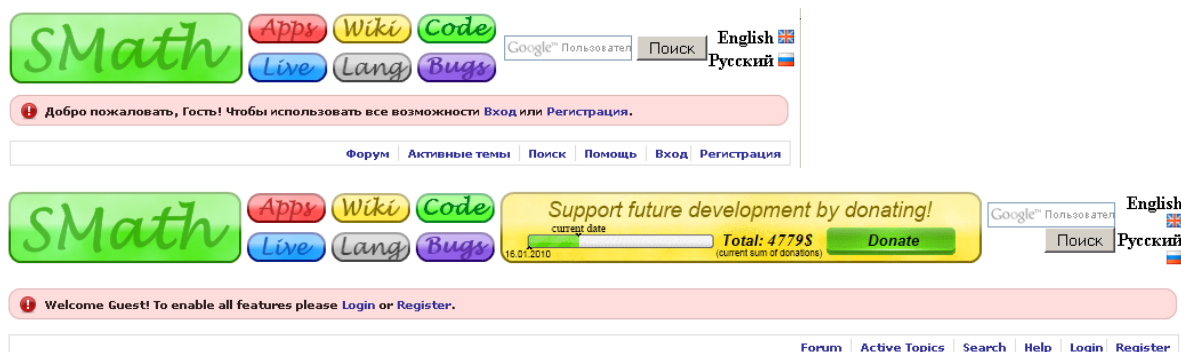 SMath Apps Wiki Code
Live Lang Bugs
Google™ Пользовател Поиск English
Русский
Добро пожаловать, Гость! Чтобы использовать все возможности Вход или Регистрация.
Форум Активные темы Поиск Помощь Вход Регистрация
SMath Apps Wiki Code
Live Lang Bugs
Support future development by donating!
current date
16.01.2010
Total: 4779$
(current sum of donations)
Donate
Google™ Пользовател English
Поиск Русский
Welcome Guest! To enable all features please Login or Register.
Forum Active Topics Search Help Login Register